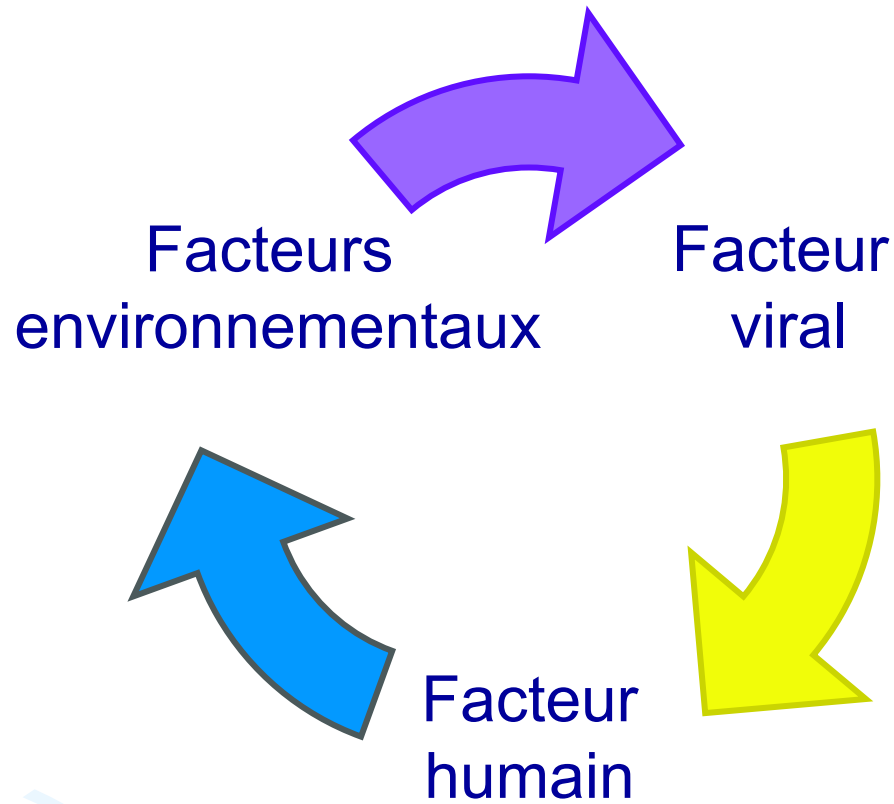 Facteurs
environnementaux
Facteur
viral
Facteur
humain